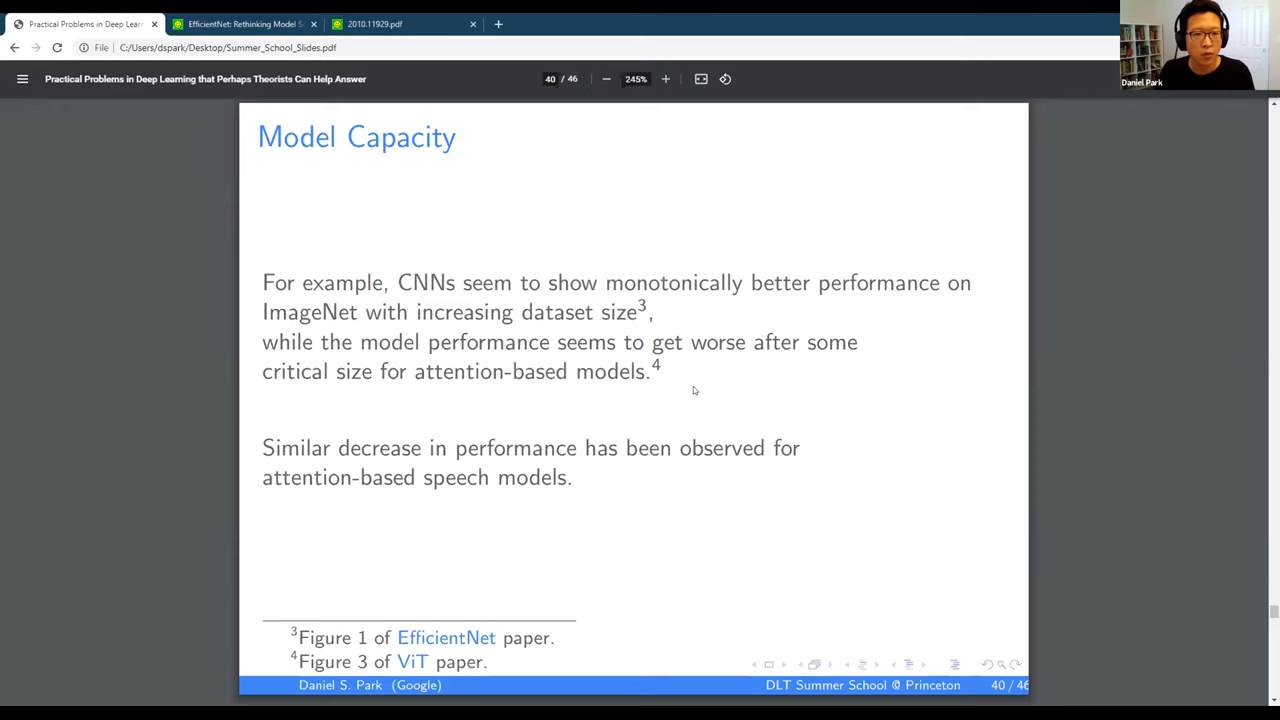 Practical Problems in Deep Lear
EfficientNet: Rethinking Model S
2010.11929.pdf
File
C:/Users/dspark/Desktop/Summer_School_Slides.pdf
Practical Problems in Deep Learning that Perhaps Theorists Can Help Answer
40 / 46
245%
Daniel Park
Model Capacity
For example, CNNs seem to show monotonically better performance on
ImageNet with increasing dataset size³,
while the model performance seems to get worse after some
critical size for attention-based models.⁴
Similar decrease in performance has been observed for
attention-based speech models.
³Figure 1 of EfficientNet paper.
⁴Figure 3 of ViT paper.
Daniel S. Park (Google)
DLT Summer School @ Princeton
40 / 46